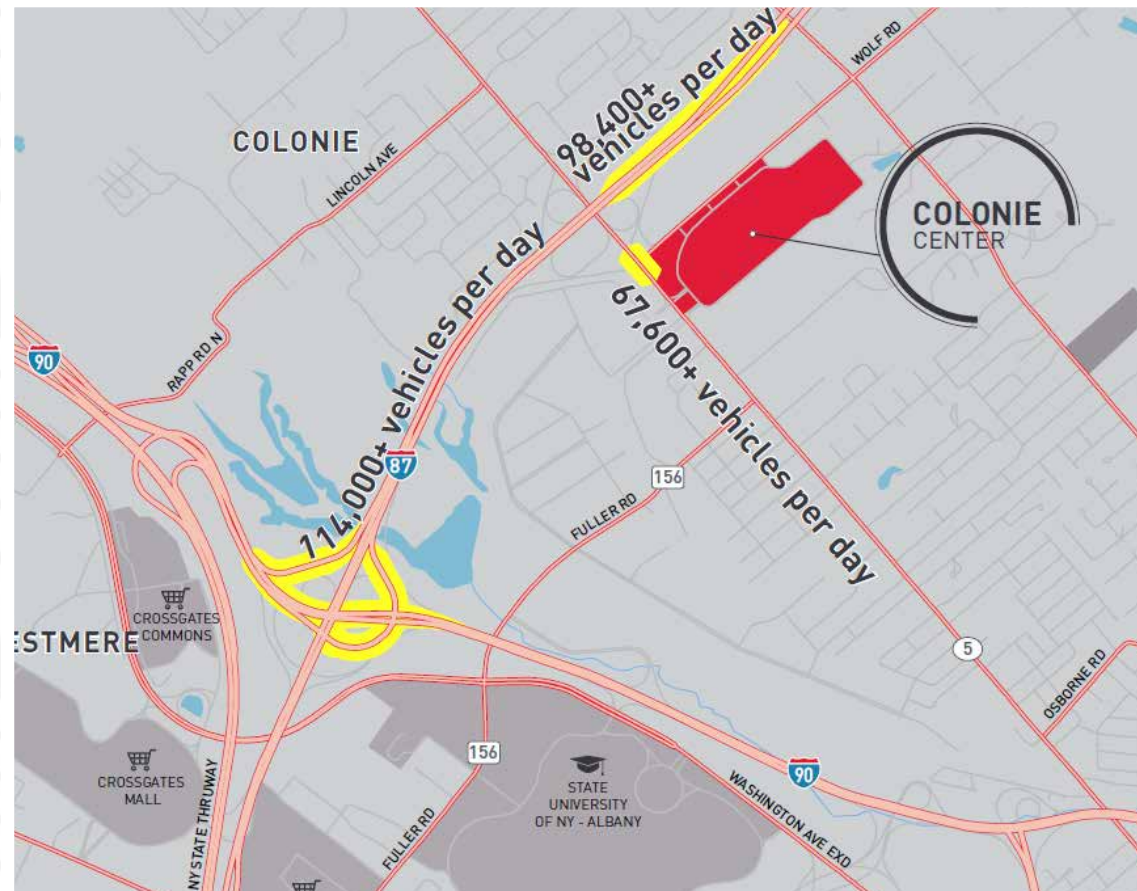 98,400+
vehicles per day
WOLF RD
COLONIE
LINCOLN AVE
COLONIE
CENTER
114,000+ vehicles per day
67,600+ vehicles per day
RAPP RD N
90
87
156
FULLER RD
CROSSGATES
COMMONS
ESTMERE
5
OSBORNE RD
CROSSGATES
MALL
156
STATE
UNIVERSITY
OF NY - ALBANY
90
WASHINGTON AVE EXD
NY STATE THRUWAY
FULLER RD